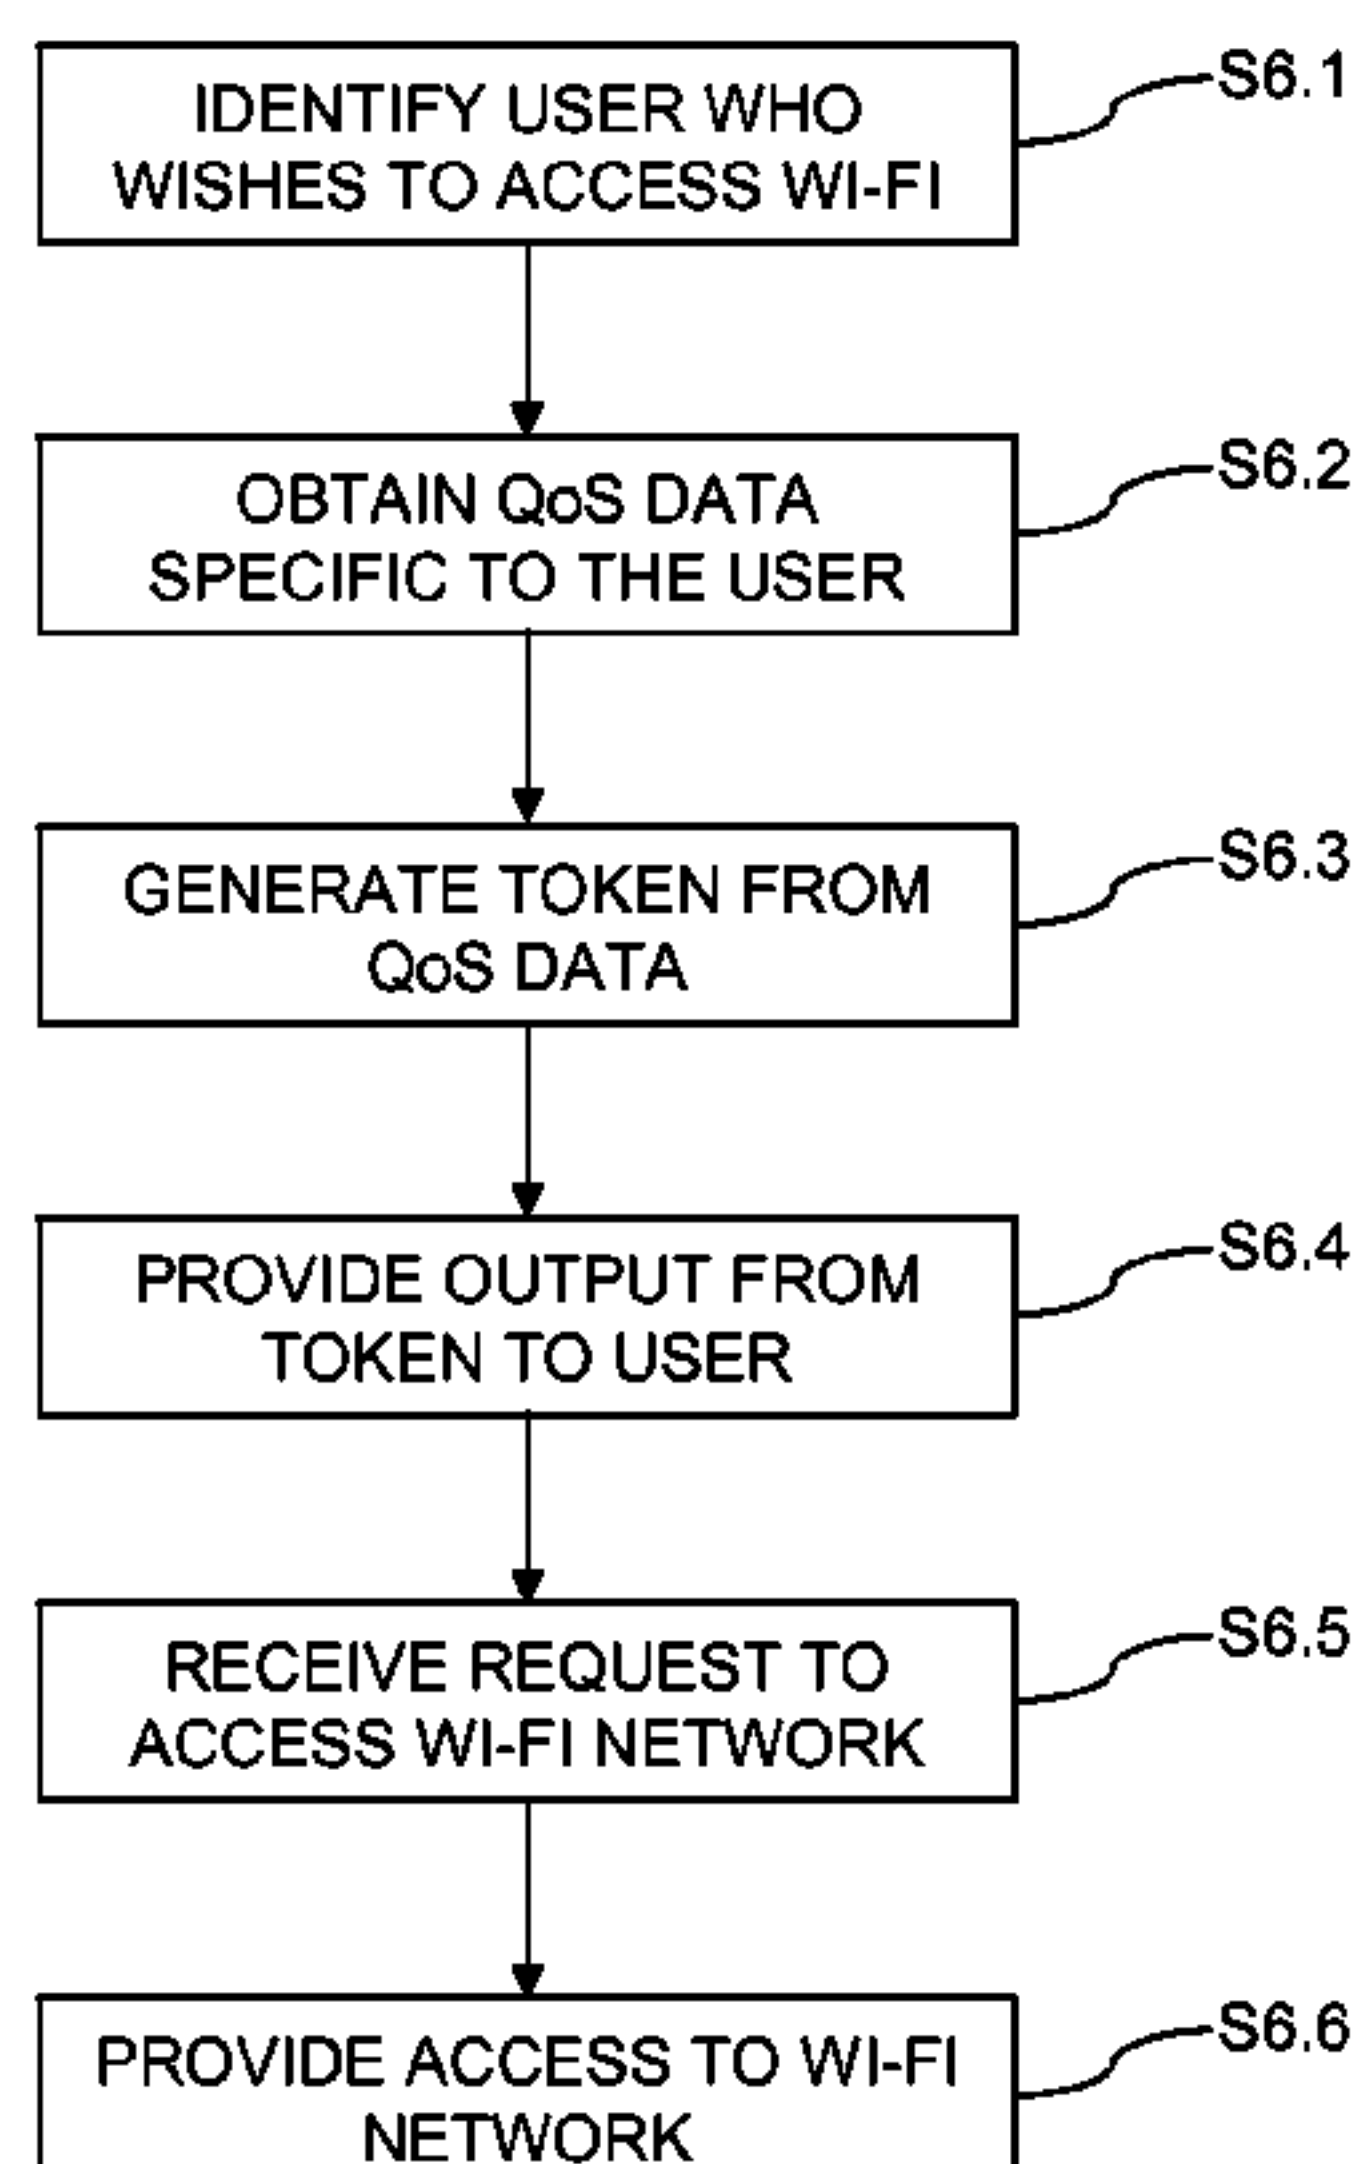 IDENTIFY USER WHO
WISHES TO ACCESS WI-FI
S6.1
OBTAIN QoS DATA
SPECIFIC TO THE USER
S6.2
GENERATE TOKEN FROM
QoS DATA
S6.3
PROVIDE OUTPUT FROM
TOKEN TO USER
S6.4
RECEIVE REQUEST TO
ACCESS WI-FI NETWORK
S6.5
PROVIDE ACCESS TO WI-FI
NETWORK
S6.6